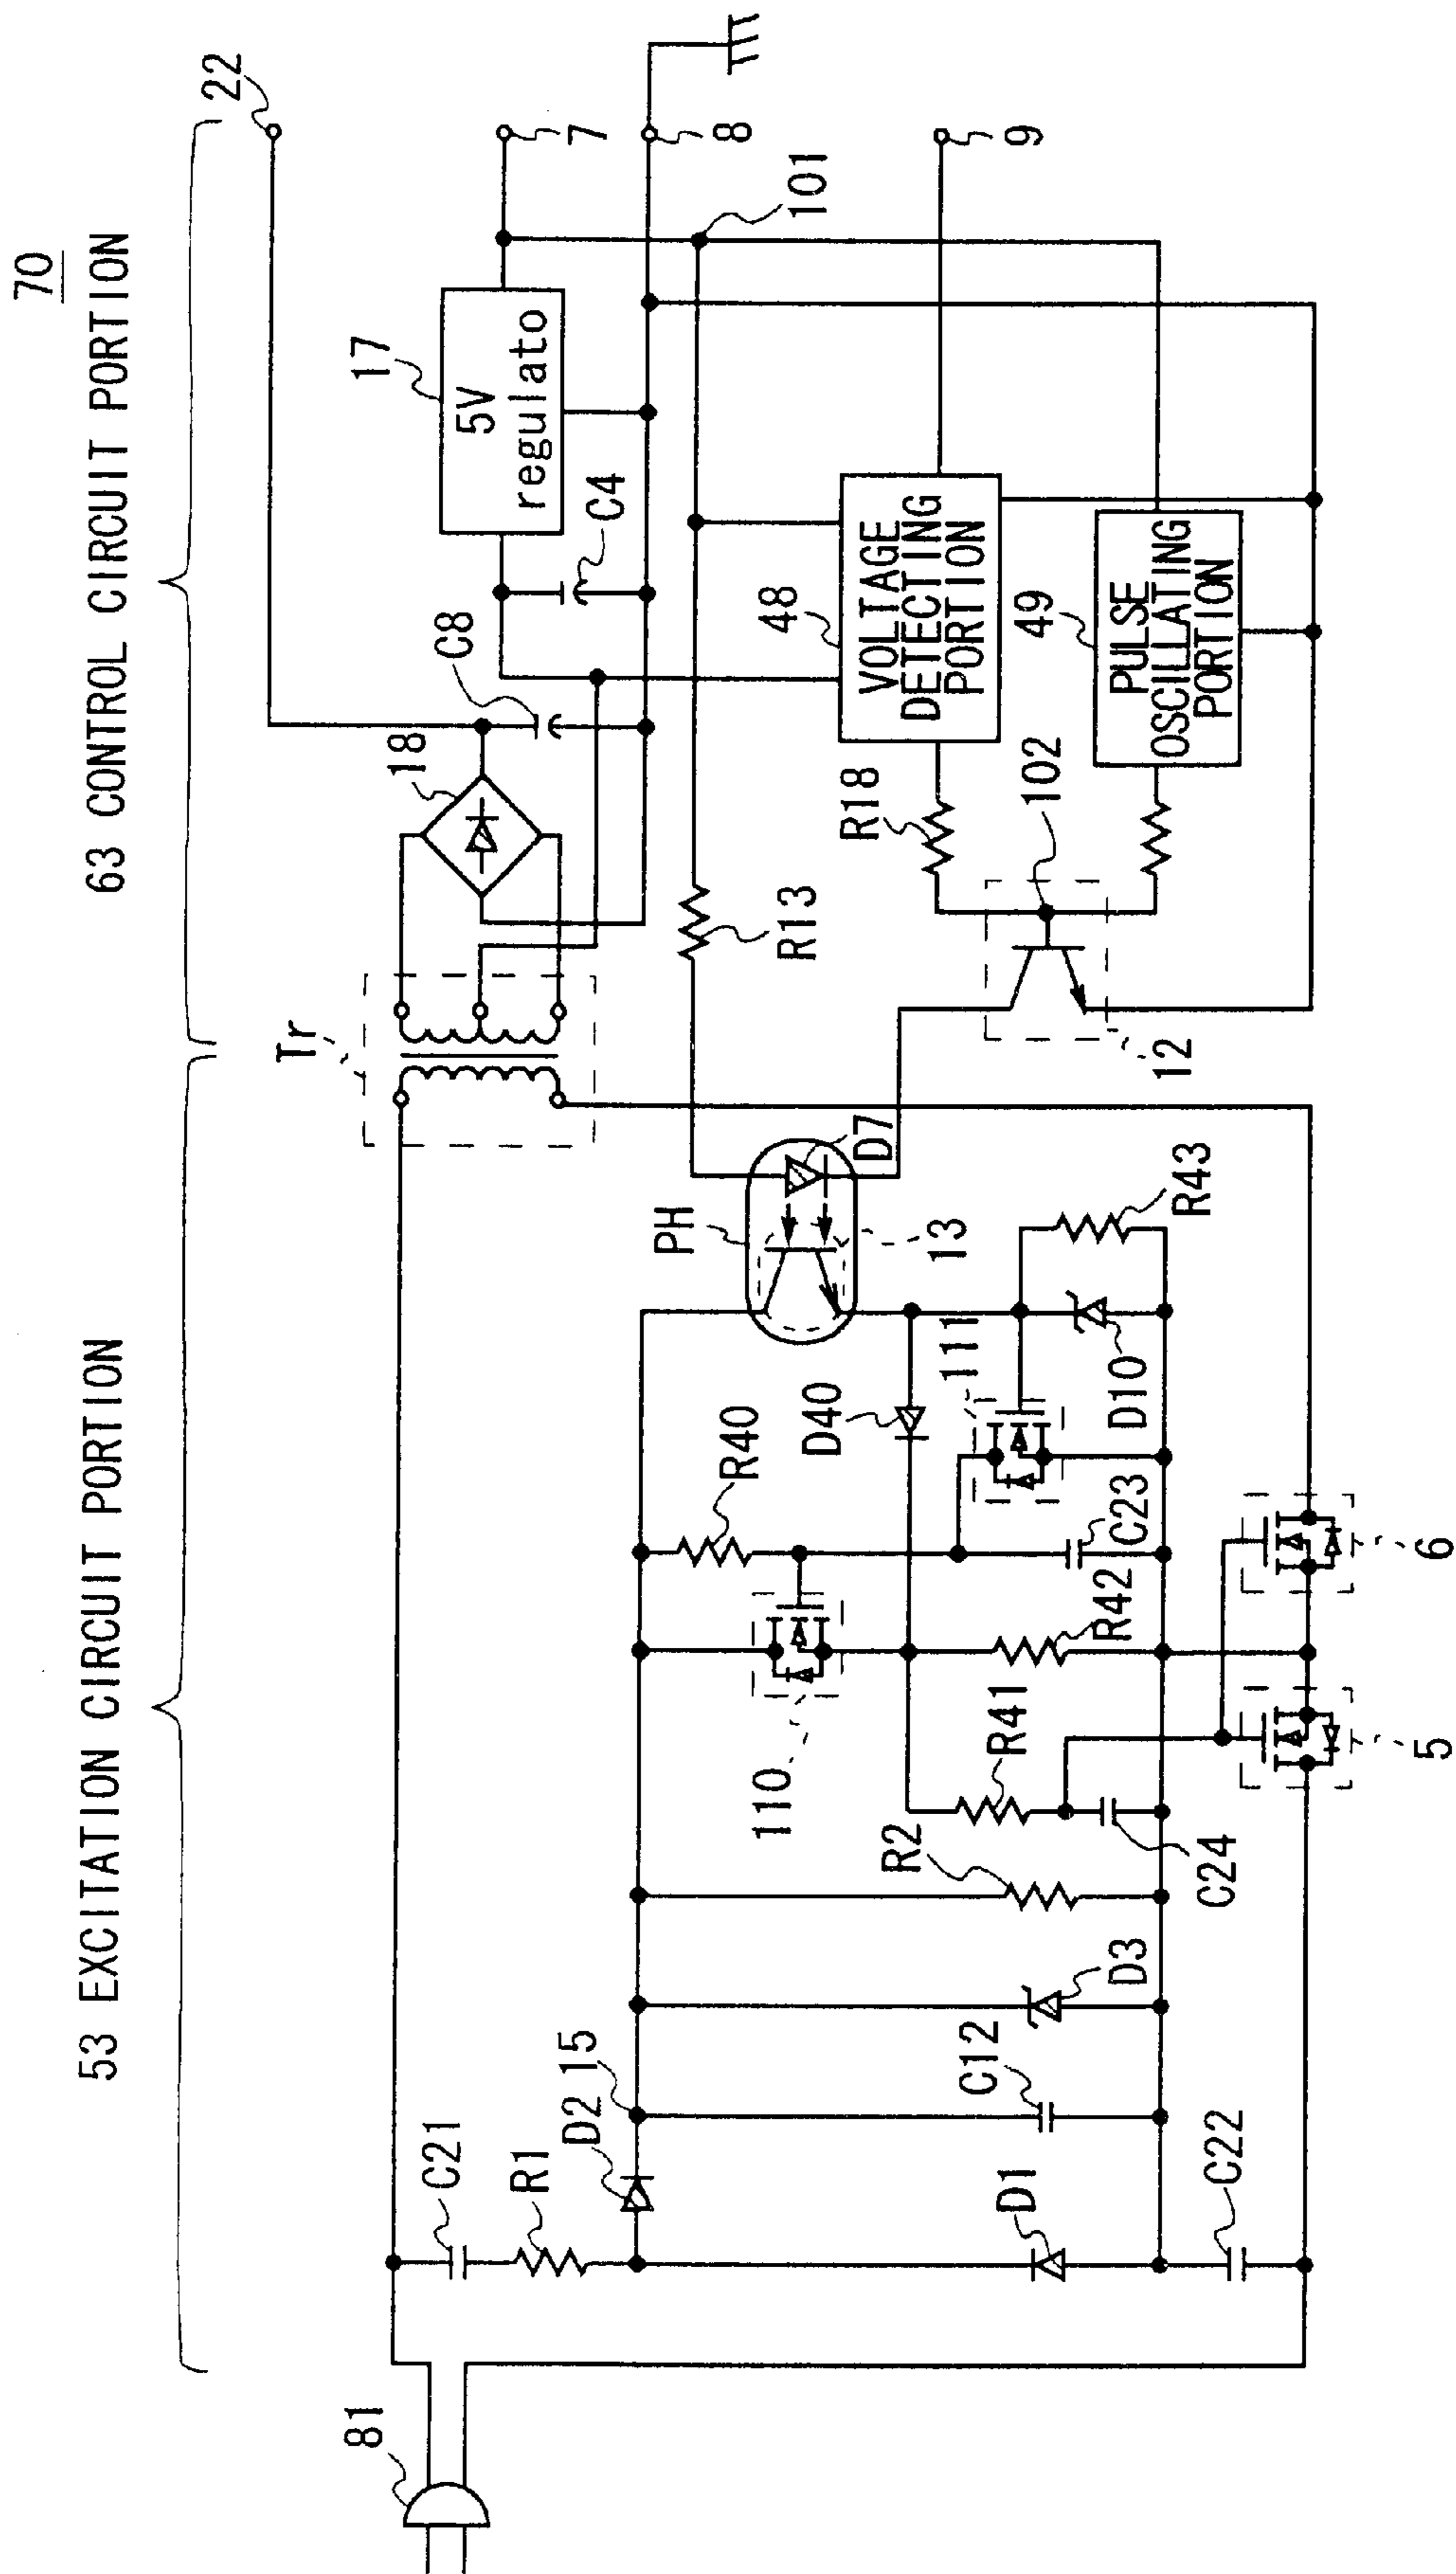 70
53 EXCITATION CIRCUIT PORTION
63 CONTROL CIRCUIT PORTION
81
C21
R1
D2
15
D1
C22
C12
D3
R2
C24
R41
110
R42
R40
D40
C23
111
D10
R43
5
6
PH
13
D7
Tr
18
C8
C4
17
5V
regulato
22
7
8
9
101
R13
R18
102
12
48
VOLTAGE
DETECTING
PORTION
49
PULSE
OSCILLATING
PORTION